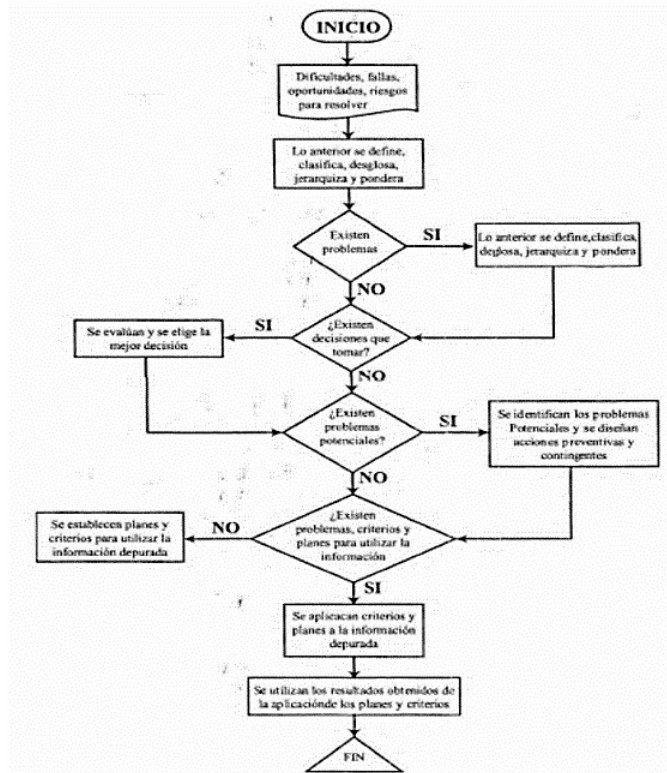 INICIO
Dificultades, fallas,
oportunidades, riesgos
para resolver
Lo anterior se define,
clasifica, desglosa,
jerarquiza y pondera
Existen
problemas
SI
Lo anterior se define,clasifica,
deglosa, jerarquiza y pondera
NO
¿Existen
decisiones que
tomar?
SI
Se evalúan y se elige la
mejor decisión
NO
¿Existen
problemas
potenciales?
SI
Se identifican los problemas
Potenciales y se diseñan
acciones preventivas y
contingentes
NO
¿Existen
problemas, criterios y
planes para utilizar la
información
NO
Se establecen planes y
criterios para utilizar la
información depurada
SI
Se aplicacan criterios y
planes a la información
depurada
Se utilizan los resultados obtenidos de
la aplicaciónde los planes y criterios
FIN